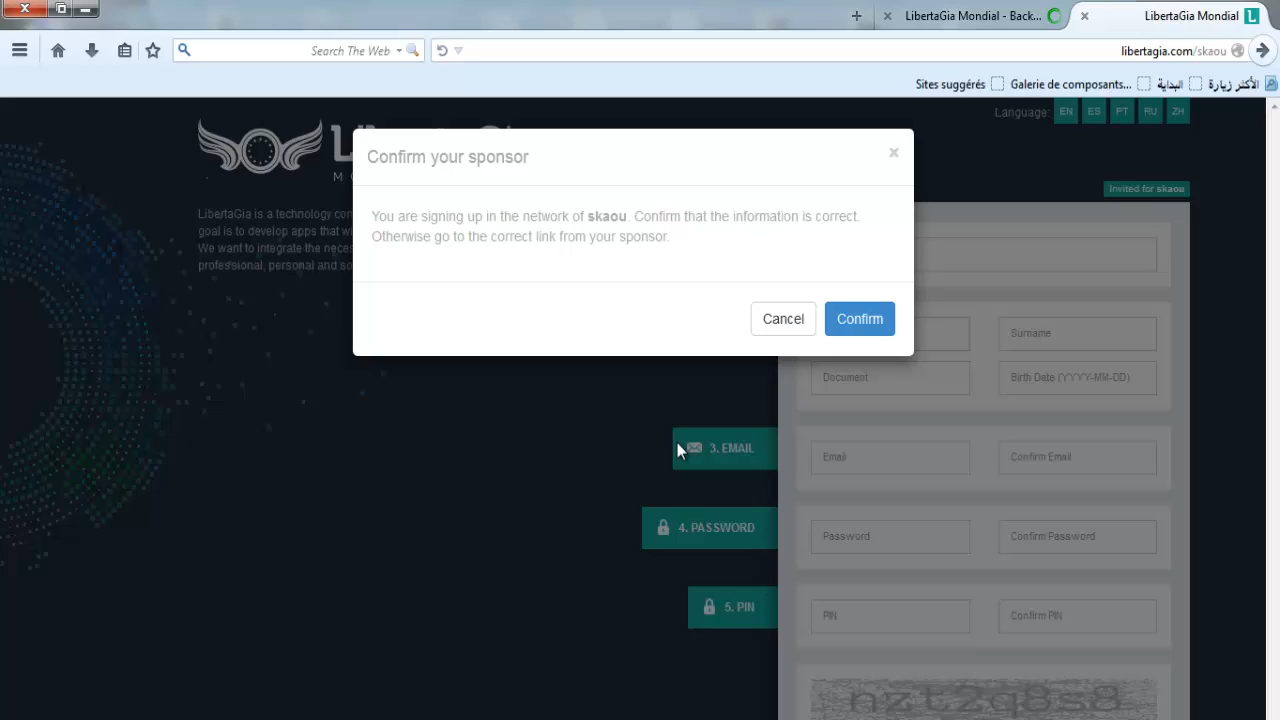 LibertaGia Mondial - Back...
LibertaGia Mondial
Search The Web
libertagia.com/skaou
Sites suggérés
Galerie de composants...
البداية
الأكثر زيارة
Language:
EN
ES
PT
RU
ZH
Confirm your sponsor
×
Invited for skaou
LibertaGia is a technology
goal is to develop apps that
We want to integrate the
professional, personal and
You are signing up in the network of skaou. Confirm that the information is correct.
Otherwise go to the correct link from your sponsor.
Cancel
Confirm
Surname
Document
Birth Date (YYYY-MM-DD)
3. EMAIL
Email
Confirm Email
4. PASSWORD
Password
Confirm Password
5. PIN
PIN
Confirm PIN
nzt2q8s8